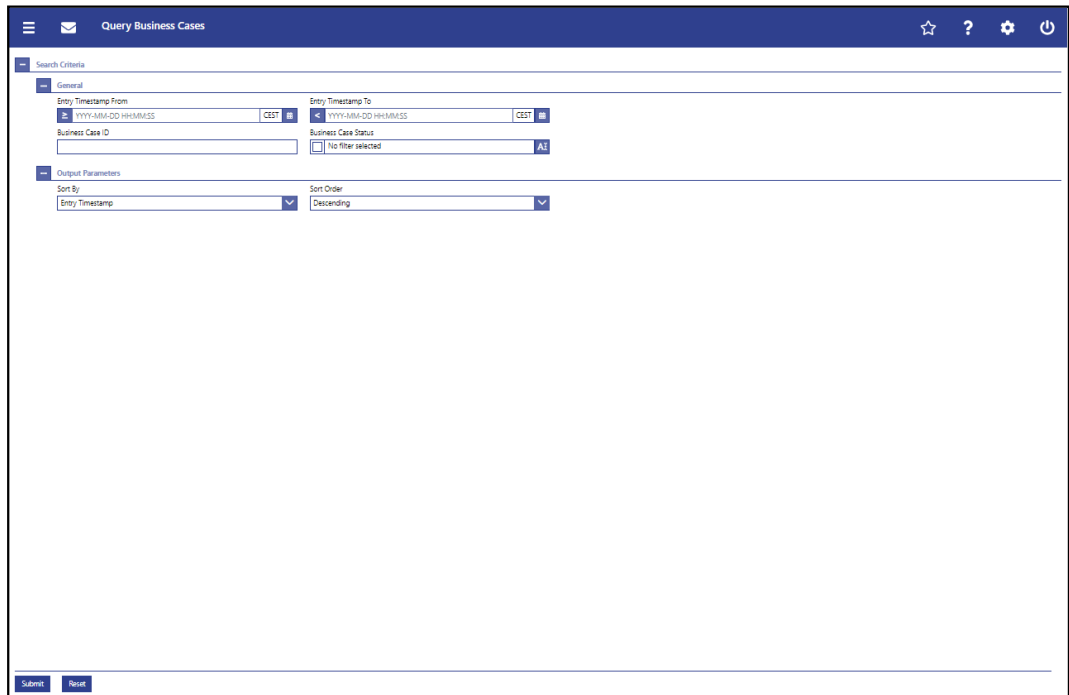 Query Business Cases
?
Search Criteria
General
Entry Timestamp From
Entry Timestamp To
≥ YYYY-MM-DD HH:MM:SS CEST
< YYYY-MM-DD HH:MM:SS CEST
Business Case ID
Business Case Status
No filter selected
Output Parameters
Sort By
Sort Order
Entry Timestamp
Descending
Submit
Reset